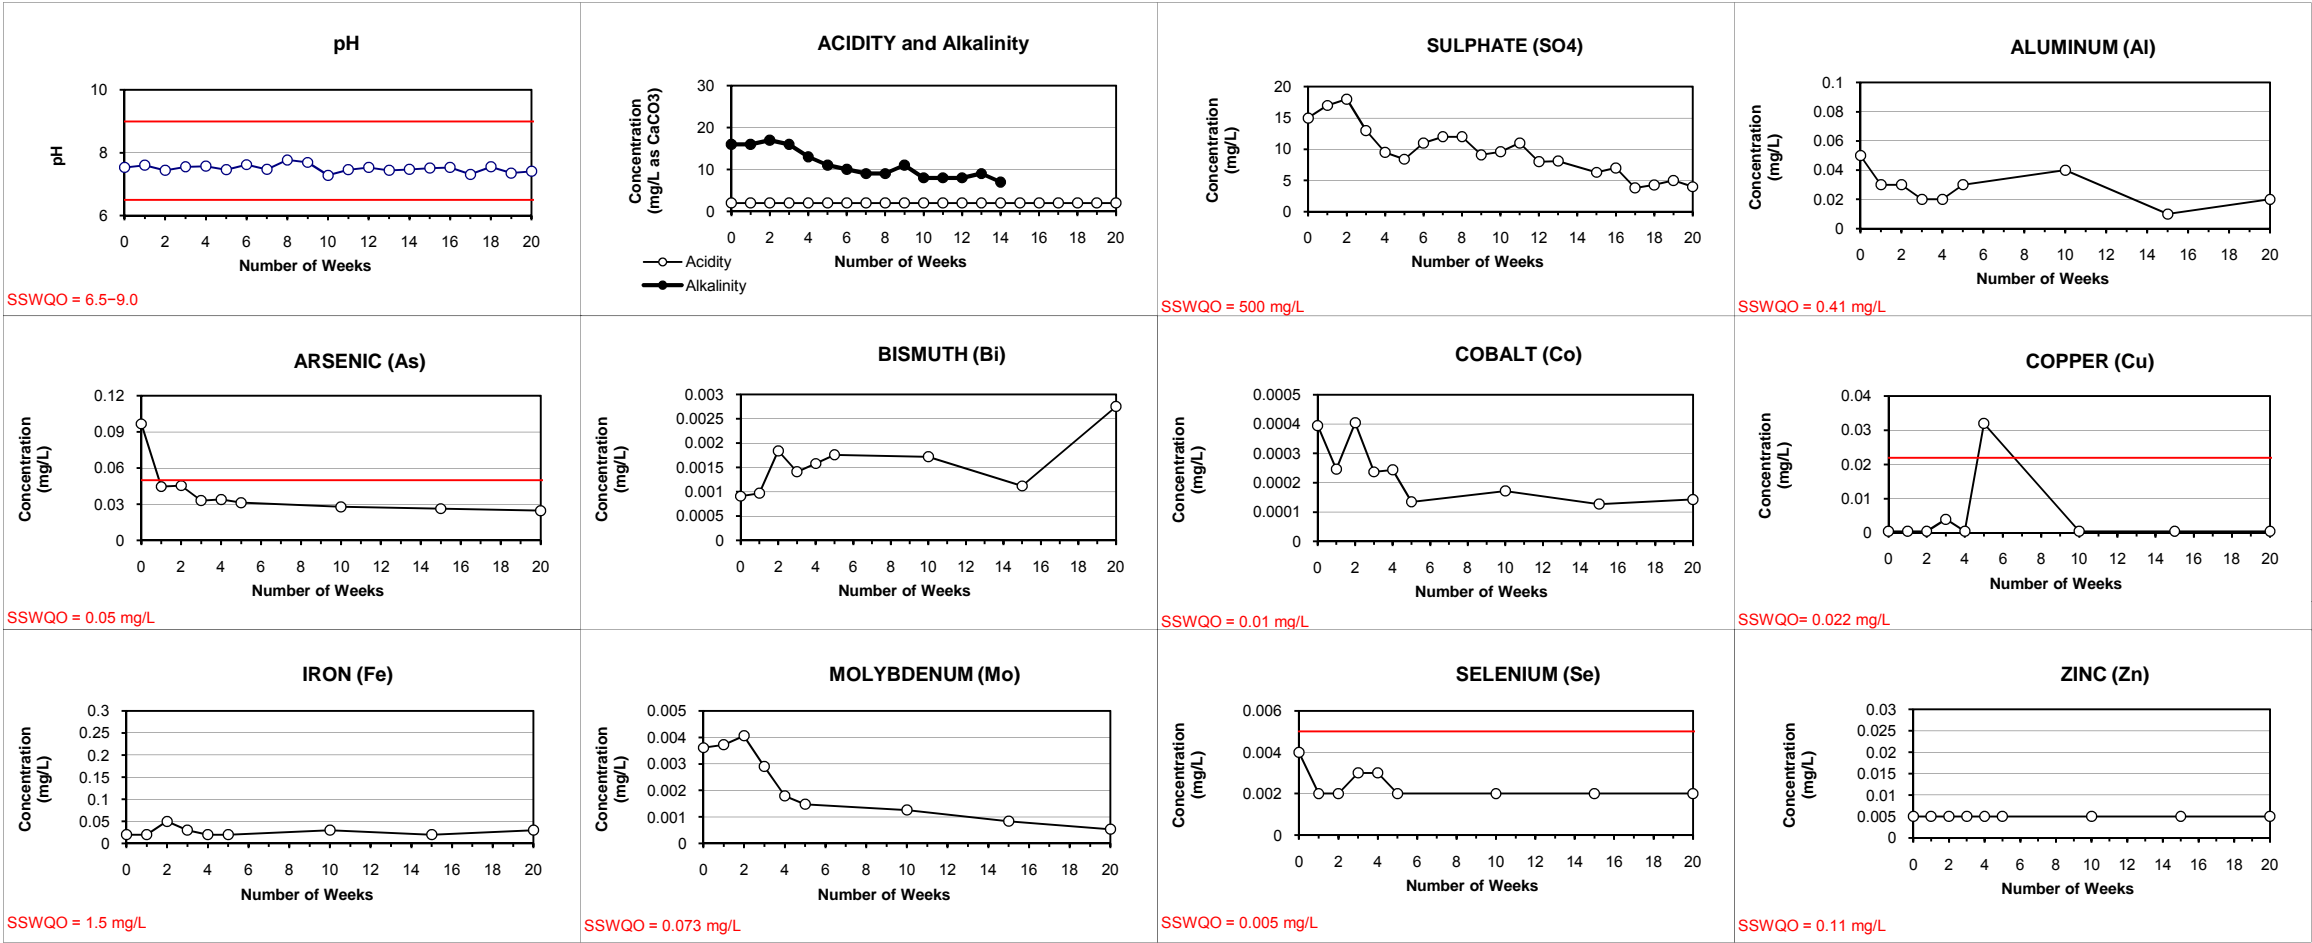 pH
10
8
6
pH
0 2 4 6 8 10 12 14 16 18 20
Number of Weeks
SSWQO = 6.5−9.0
ACIDITY and Alkalinity
30
20
10
0
Concentration
(mg/L as CaCO3)
0 2 4 6 8 10 12 14 16 18 20
Number of Weeks
Acidity
Alkalinity
SULPHATE (SO4)
20
15
10
5
0
Concentration
(mg/L)
0 2 4 6 8 10 12 14 16 18 20
Number of Weeks
SSWQO = 500 mg/L
ALUMINUM (Al)
0.1
0.08
0.06
0.04
0.02
0
Concentration
(mg/L)
0 2 4 6 8 10 12 14 16 18 20
Number of Weeks
SSWQO = 0.41 mg/L
ARSENIC (As)
0.12
0.09
0.06
0.03
0
Concentration
(mg/L)
0 2 4 6 8 10 12 14 16 18 20
Number of Weeks
SSWQO = 0.05 mg/L
BISMUTH (Bi)
0.003
0.0025
0.002
0.0015
0.001
0.0005
0
Concentration
(mg/L)
0 2 4 6 8 10 12 14 16 18 20
Number of Weeks
COBALT (Co)
0.0005
0.0004
0.0003
0.0002
0.0001
0
Concentration
(mg/L)
0 2 4 6 8 10 12 14 16 18 20
Number of Weeks
SSWQO = 0.01 mg/L
COPPER (Cu)
0.04
0.03
0.02
0.01
0
Concentration
(mg/L)
0 2 4 6 8 10 12 14 16 18 20
Number of Weeks
SSWQO= 0.022 mg/L
IRON (Fe)
0.3
0.25
0.2
0.15
0.1
0.05
0
Concentration
(mg/L)
0 2 4 6 8 10 12 14 16 18 20
Number of Weeks
SSWQO = 1.5 mg/L
MOLYBDENUM (Mo)
0.005
0.004
0.003
0.002
0.001
0
Concentration
(mg/L)
0 2 4 6 8 10 12 14 16 18 20
Number of Weeks
SSWQO = 0.073 mg/L
SELENIUM (Se)
0.006
0.004
0.002
0
Concentration
(mg/L)
0 2 4 6 8 10 12 14 16 18 20
Number of Weeks
SSWQO = 0.005 mg/L
ZINC (Zn)
0.03
0.025
0.02
0.015
0.01
0.005
0
Concentration
(mg/L)
0 2 4 6 8 10 12 14 16 18 20
Number of Weeks
SSWQO = 0.11 mg/L